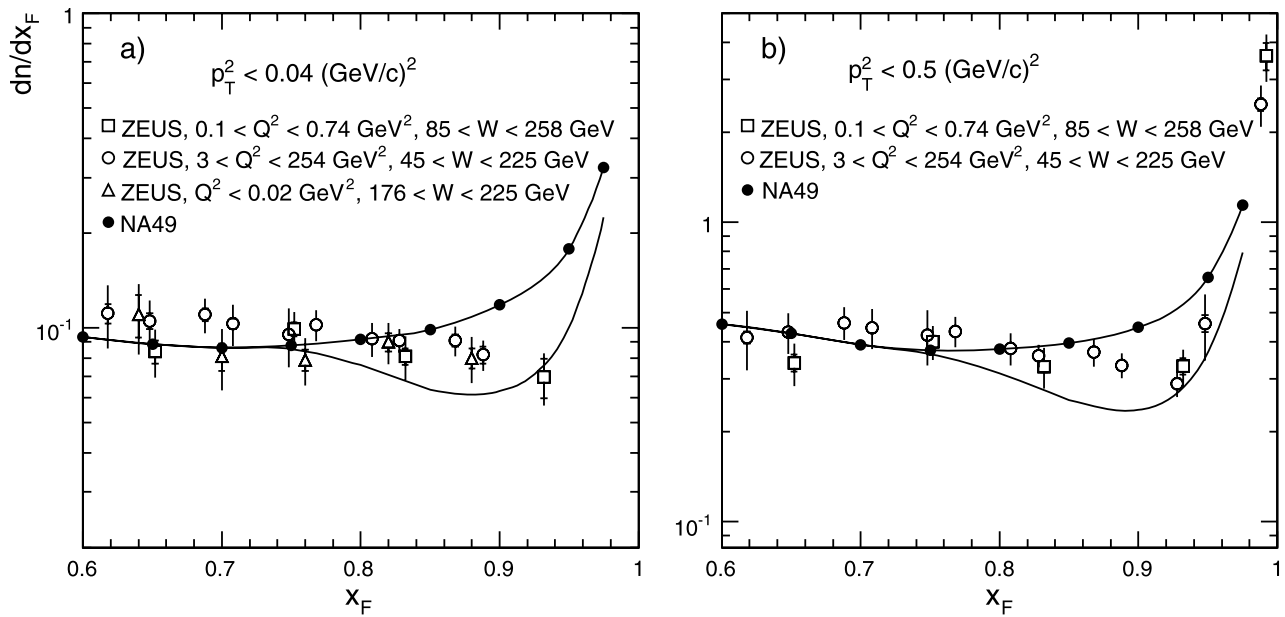 dn/dx_F
1
10^-1
a)
p_T^2 < 0.04 (GeV/c)^2
ZEUS, 0.1 < Q^2 < 0.74 GeV^2, 85 < W < 258 GeV
ZEUS, 3 < Q^2 < 254 GeV^2, 45 < W < 225 GeV
ZEUS, Q^2 < 0.02 GeV^2, 176 < W < 225 GeV
NA49
0.6 0.7 0.8 0.9 1
x_F
b)
p_T^2 < 0.5 (GeV/c)^2
ZEUS, 0.1 < Q^2 < 0.74 GeV^2, 85 < W < 258 GeV
ZEUS, 3 < Q^2 < 254 GeV^2, 45 < W < 225 GeV
NA49
1
10^-1
0.6 0.7 0.8 0.9 1
x_F